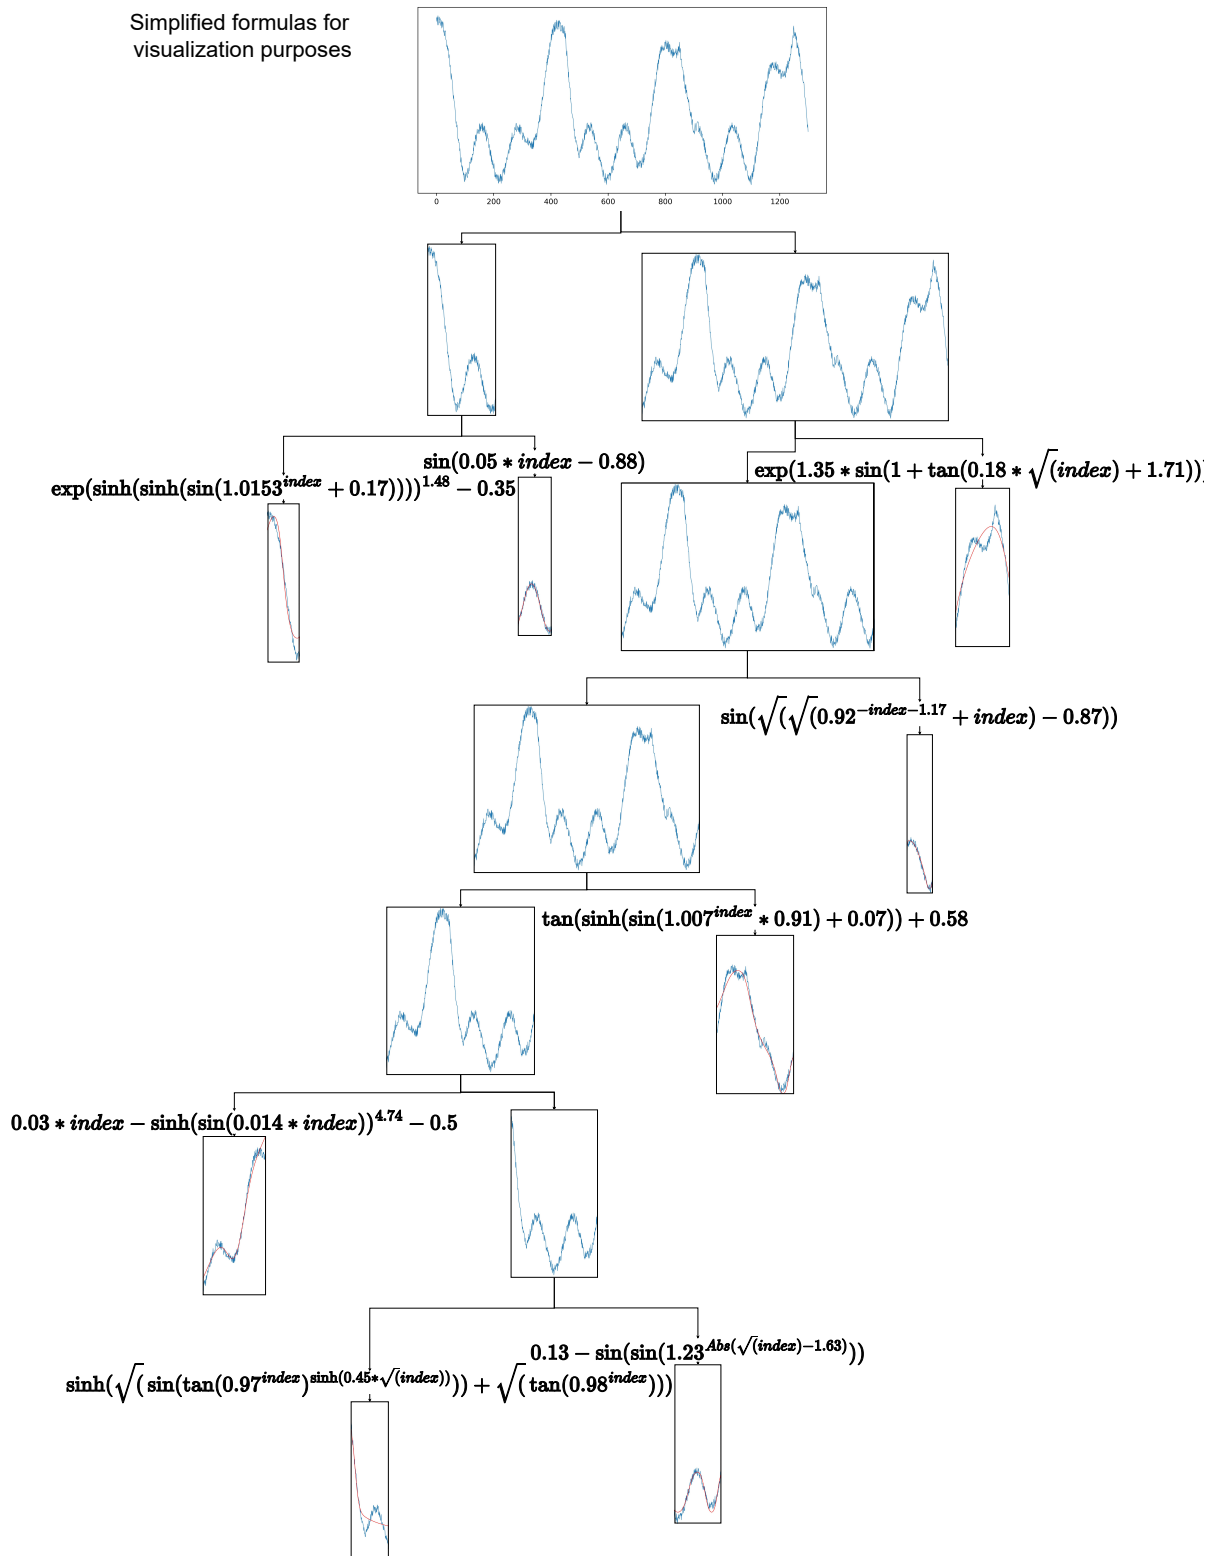 Simplified formulas for
visualization purposes
0 200 400 600 800 1000 1200
sin(0.05 * index − 0.88)
exp(sinh(sinh(sin(1.0153^{index} + 0.17))))^{1.48} − 0.35
exp(1.35 * sin(1 + tan(0.18 * √(index) + 1.71)))
sin(√(√(0.92^{−index−1.17} + index) − 0.87))
tan(sinh(sin(1.007^{index} * 0.91) + 0.07)) + 0.58
0.03 * index − sinh(sin(0.014 * index))^{4.74} − 0.5
0.13 − sin(sin(1.23^{Abs(√(index)−1.63)}))
sinh(√(sin(tan(0.97^{index})^{sinh(0.45*√(index))})) + √(tan(0.98^{index})))